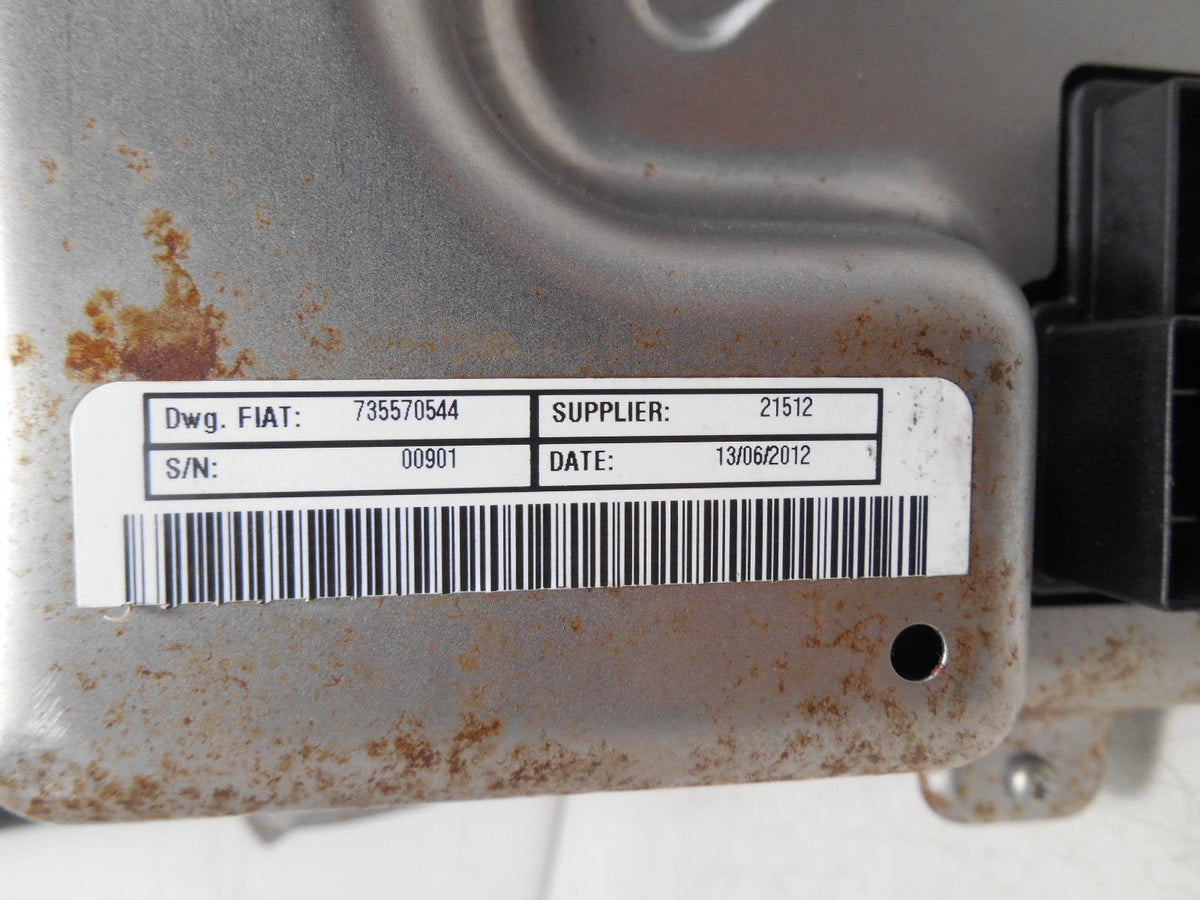 Dwg. FIAT: 735570544 SUPPLIER: 21512
S/N: 00901 DATE: 13/06/2012